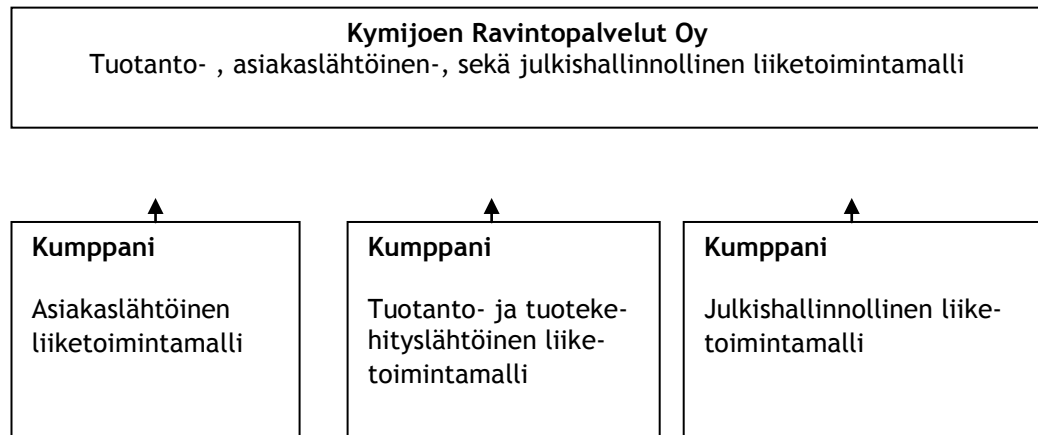 Kymijoen Ravintopalvelut Oy
Tuotanto- , asiakaslähtöinen-, sekä julkishallinnollinen liiketoimintamalli
Kumppani
Asiakaslähtöinen
liiketoimintamalli
Kumppani
Tuotanto- ja tuoteke-
hityslähtöinen liike-
toimintamalli
Kumppani
Julkishallinnollinen liike-
toimintamalli